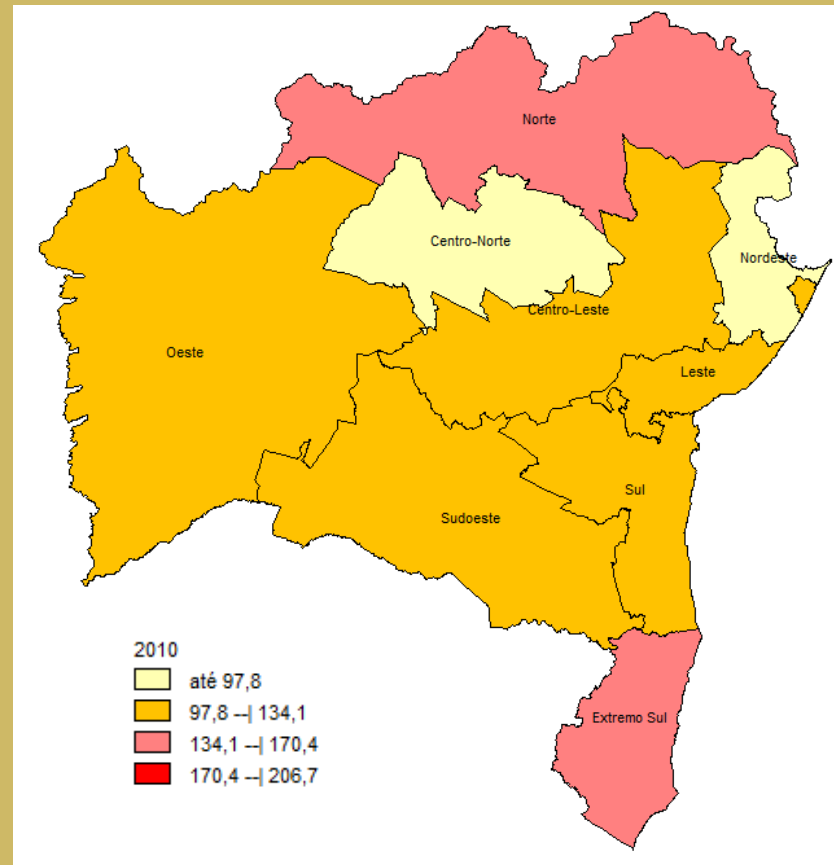 Norte
Centro-Norte
Nordeste
Centro-Leste
Oeste
Leste
Sul
Sudoeste
2010
até 97,8
97,8 --| 134,1
134,1 --| 170,4
170,4 --| 206,7
Extremo Sul